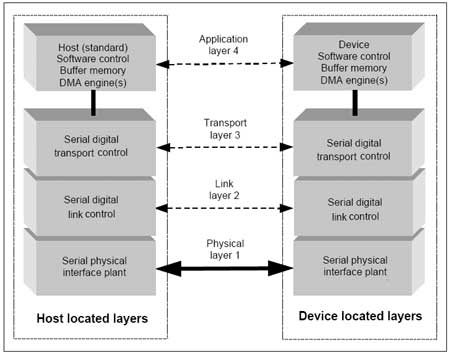 Host (standard)
Software control
Buffer memory
DMA engine(s)
Application
layer 4
Device
Software control
Buffer memory
DMA engine(s)
Serial digital
transport control
Transport
layer 3
Serial digital
transport control
Serial digital
link control
Link
layer 2
Serial digital
link control
Serial physical
interface plant
Physical
layer 1
Serial physical
interface plant
Host located layers
Device located layers